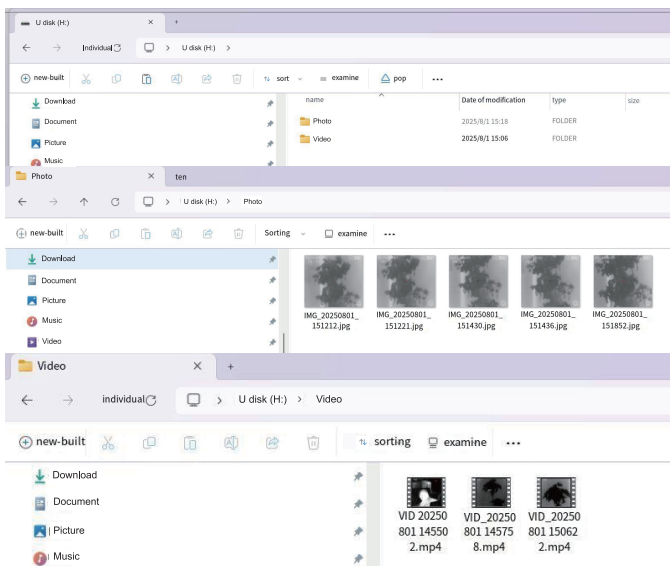 U disk (H:) × +
Individual U disk (H:)
new-built sort examine pop ...
Download name Date of modification type size
Document Photo 2025/8/1 15:18 FOLDER
Picture Video 2025/8/1 15:06 FOLDER
Music
Photo × ten
U disk (H:) Photo
new-built Sorting examine ...
Download
Document
Picture
Music
Video
IMG_20250801_ IMG_20250801_ IMG_20250801_ IMG_20250801_ IMG_20250801_
151212.jpg 151221.jpg 151430.jpg 151436.jpg 151852.jpg
Video × +
individual U disk (H:) Video
new-built sorting examine ...
Download
Document
Picture
Music
VID 20250 VID_20250 VID_20250
801 14550 801 14575 801 15062
2.mp4 8.mp4 2.mp4